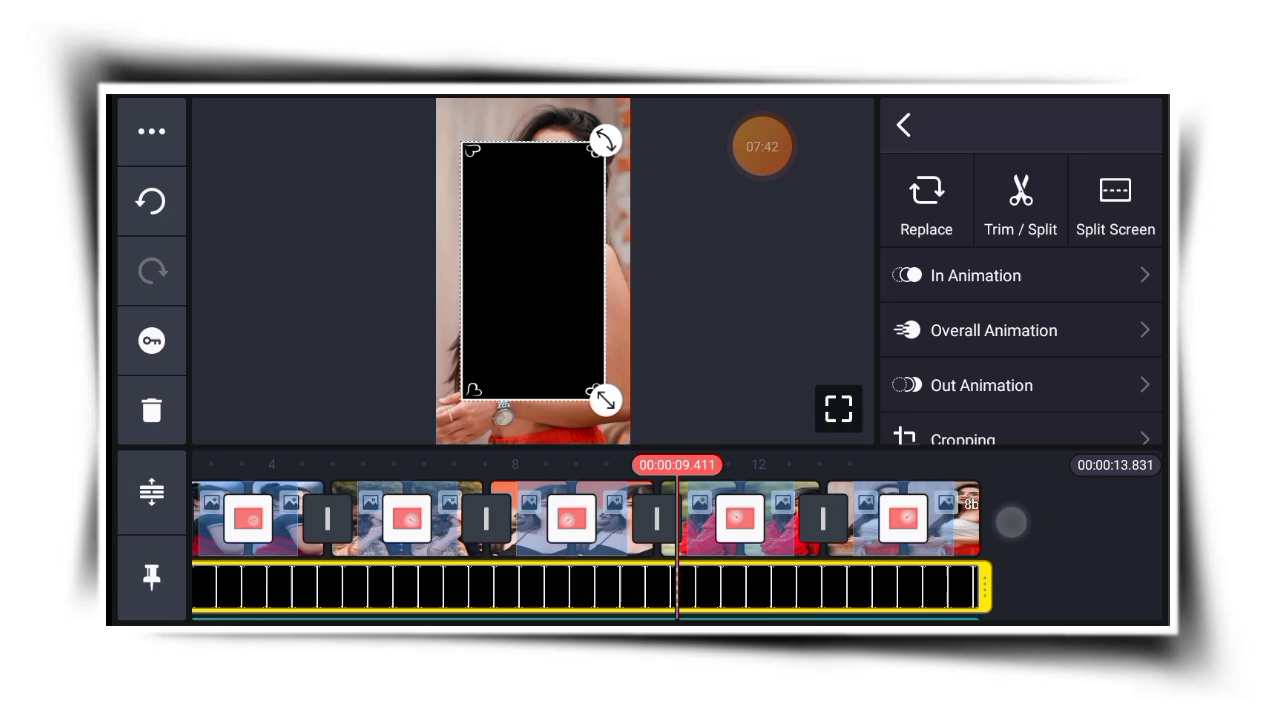 07:42
Replace
Trim / Split
Split Screen
In Animation
Overall Animation
Out Animation
Cropping
4
8
00:00:09.411
12
00:00:13.831
8b